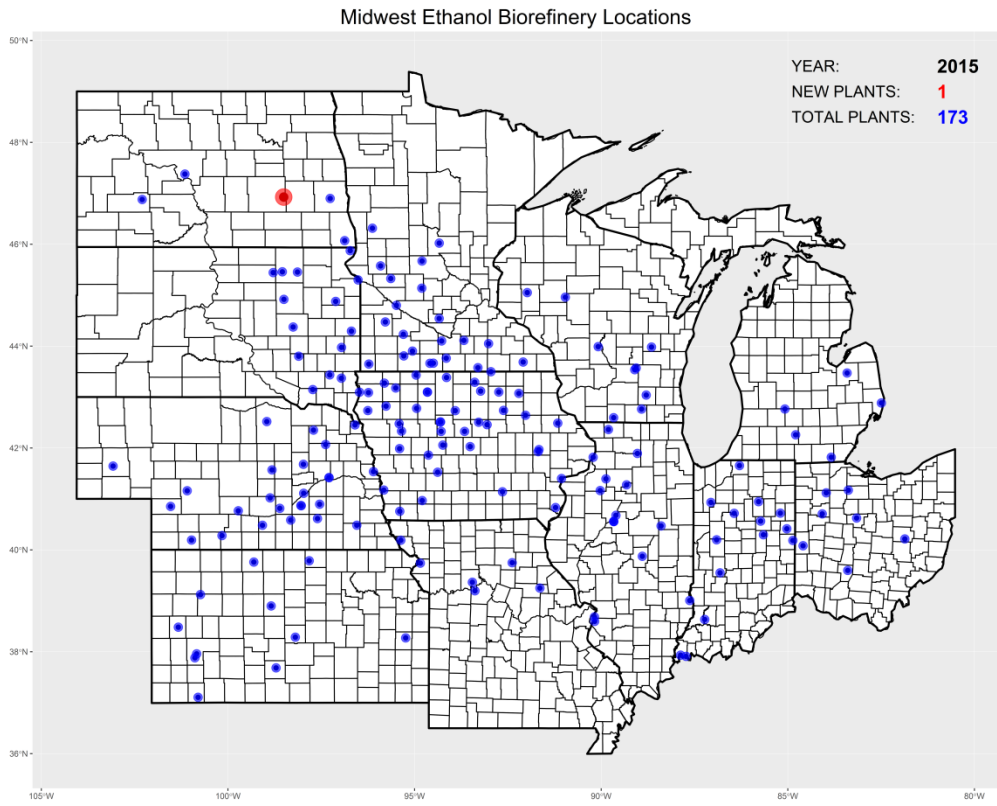 Midwest Ethanol Biorefinery Locations
YEAR: 2015
NEW PLANTS: 1
TOTAL PLANTS: 173
50°N
48°N
46°N
44°N
42°N
40°N
38°N
36°N
105°W 100°W 95°W 90°W 85°W 80°W